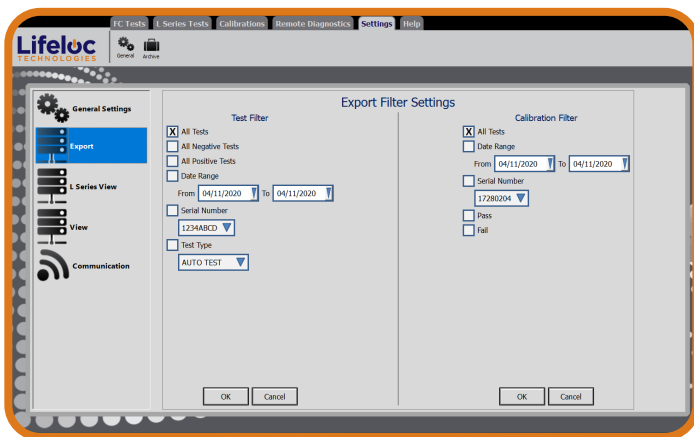 FC Tests L Series Tests Calibrations Remote Diagnostics Settings Help
Lifeloc
TECHNOLOGIES
General Archive
General Settings
Export
L Series View
View
Communication
Export Filter Settings
Test Filter
X All Tests
All Negative Tests
All Positive Tests
Date Range
From 04/11/2020 To 04/11/2020
Serial Number
1234ABCD
Test Type
AUTO TEST
OK Cancel
Calibration Filter
X All Tests
Date Range
From 04/11/2020 To 04/11/2020
Serial Number
17280204
Pass
Fail
OK Cancel